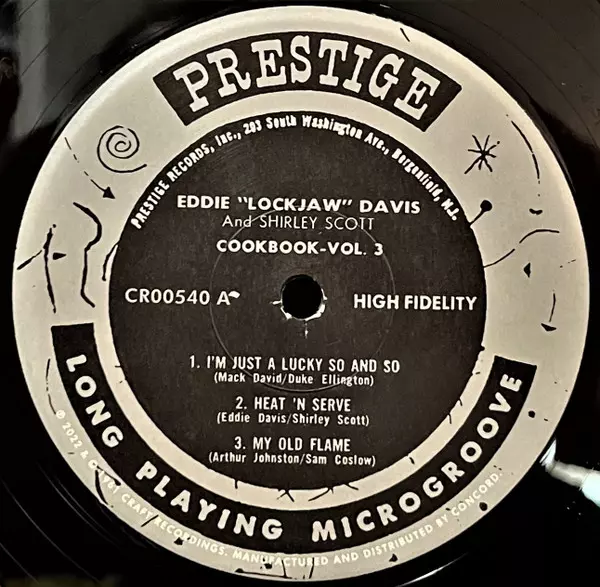 PRESTIGE
PRESTIGE RECORDS, Inc., 203 South Washington Ave., Bergenfield, N.J.
EDDIE "LOCKJAW" DAVIS
And SHIRLEY SCOTT
COOKBOOK-VOL. 3
CR00540 A
HIGH FIDELITY
1. I'M JUST A LUCKY SO AND SO
(Mack David/Duke Ellington)
2. HEAT 'N SERVE
(Eddie Davis/Shirley Scott)
3. MY OLD FLAME
(Arthur Johnston/Sam Coslow)
LONG PLAYING MICROGROOVE
℗ 2022 & CRAFT RECORDINGS. MANUFACTURED AND DISTRIBUTED BY CONCORD.